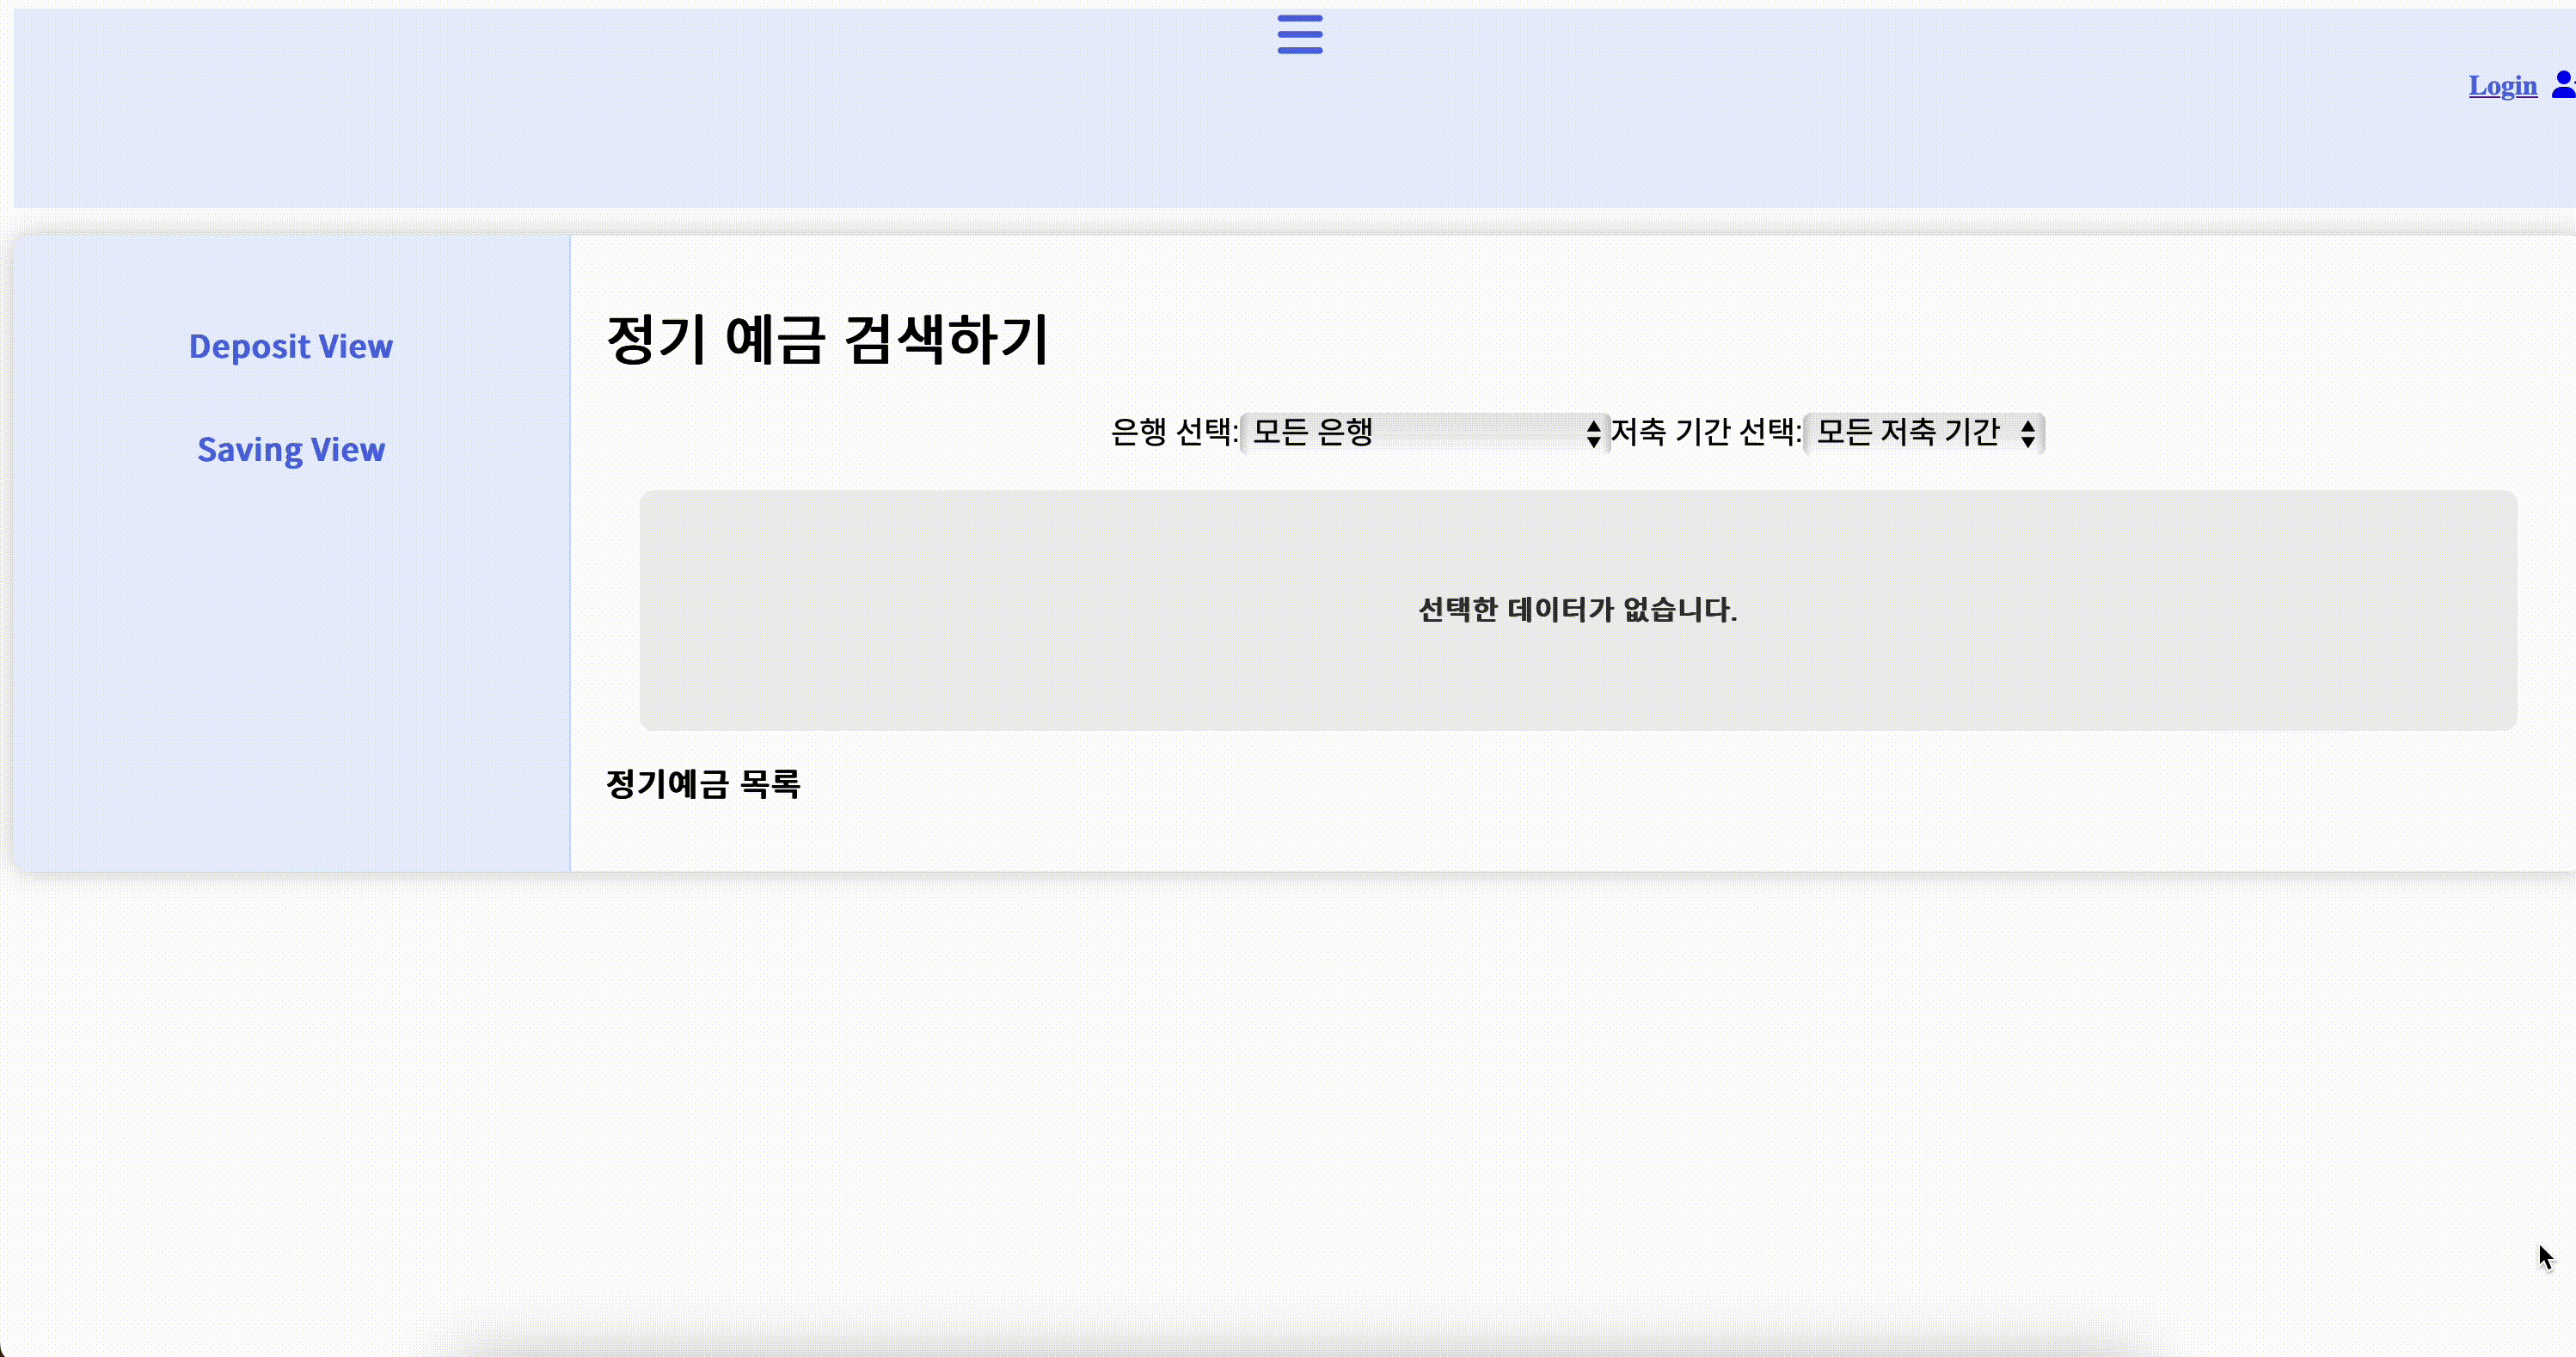 Login
Deposit View
Saving View
정기 예금 검색하기
은행 선택: 모든 은행 저축 기간 선택: 모든 저축 기간
선택한 데이터가 없습니다.
정기예금 목록